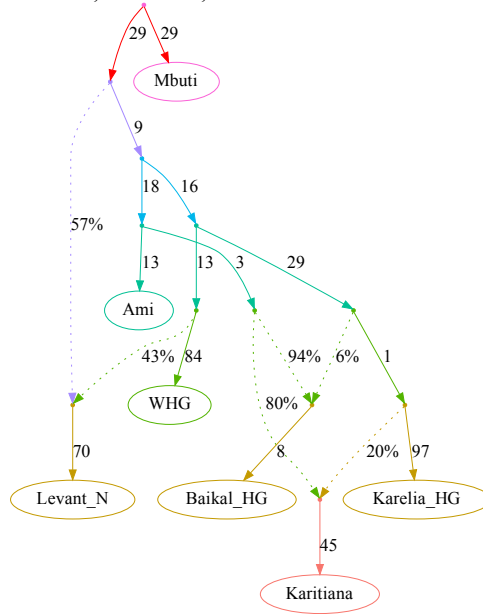 29 29
Mbuti
9
18 16
57%
13 13 3 29
Ami
43% 84 94% 6% 1
WHG
80%
70 8 20% 97
Levant_N Baikal_HG Karelia_HG
45
Karitiana